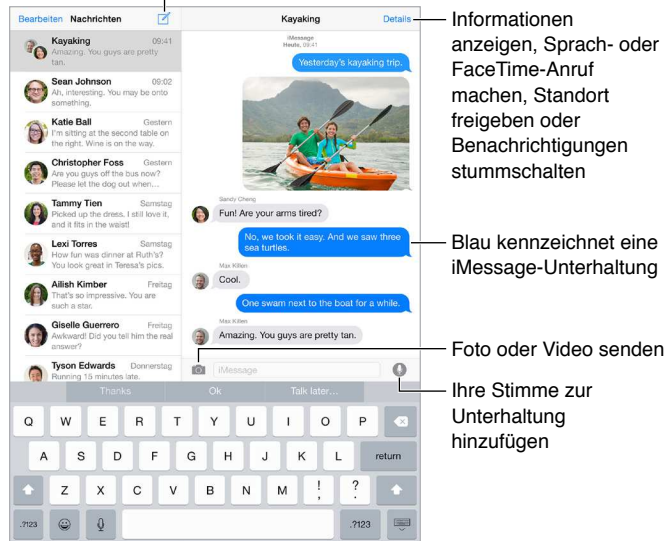 Bearbeiten Nachrichten
Kayaking 09:41
Amazing. You guys are pretty
tan.
Sean Johnson 09:02
Ah, interesting. You may be onto
something.
Katie Ball Gestern
I'm sitting at the second table on
the right. Wine is on the way.
Christopher Foss Gestern
Are you guys off the bus now?
Please let the dog out when...
Tammy Tien Samstag
Picked up the dress. I still love it,
and it fits in the waist!
Lexi Torres Samstag
How fun was dinner at Ruth's?
You look great in Teresa's pics.
Ailish Kimber Freitag
That's so impressive. You are
such a star.
Giselle Guerrero Freitag
Awkward! Did you tell him the real
answer?
Tyson Edwards Donnerstag
Running 15 minutes late.
Kayaking Details
iMessage
Heute, 09:41
Yesterday's kayaking trip.
Sandy Cheng
Fun! Are your arms tired?
No, we took it easy. And we saw three
sea turtles.
Max Kilien
Cool.
One swam next to the boat for a while.
Max Kilien
Amazing. You guys are pretty tan.
iMessage
Thanks Ok Talk later...
Q W E R T Y U I O P
A S D F G H J K L return
Z X C V B N M ! , ? .
.?123 .?123
Informationen
anzeigen, Sprach- oder
FaceTime-Anruf
machen, Standort
freigeben oder
Benachrichtigungen
stummschalten
Blau kennzeichnet eine
iMessage-Unterhaltung
Foto oder Video senden
Ihre Stimme zur
Unterhaltung
hinzufügen